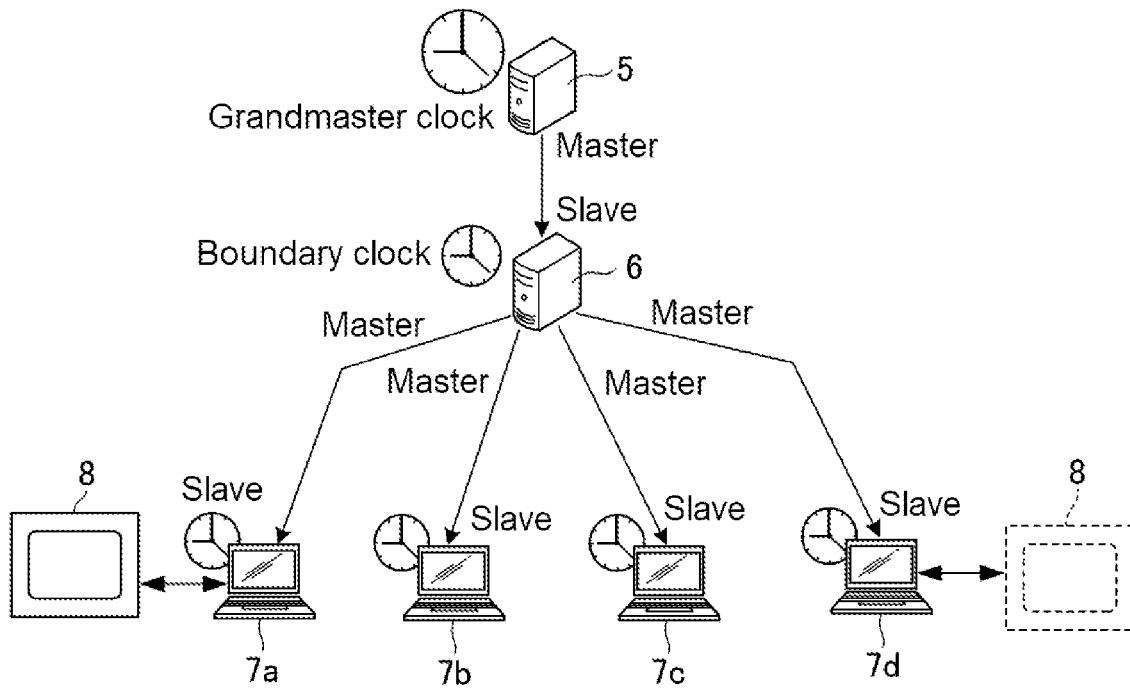 5
Grandmaster clock
Master
Slave
Boundary clock
6
Master
Master
Master
Master
8
Slave
Slave
Slave
Slave
8
7a
7b
7c
7d